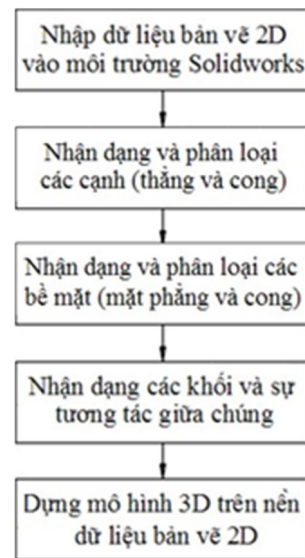 Nhập dữ liệu bản vẽ 2D
vào môi trường Solidworks
Nhận dạng và phân loại
các cạnh (thẳng và cong)
Nhận dạng và phân loại các
bề mặt (mặt phẳng và cong)
Nhận dạng các khối và sự
tương tác giữa chúng
Dựng mô hình 3D trên nền
dữ liệu bản vẽ 2D